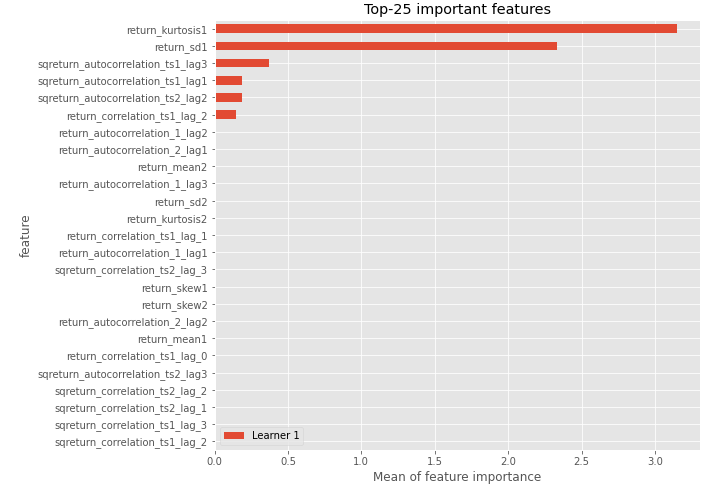 Top-25 important features
return_kurtosis1
return_sd1
sqreturn_autocorrelation_ts1_lag3
sqreturn_autocorrelation_ts1_lag1
sqreturn_autocorrelation_ts2_lag2
return_correlation_ts1_lag_2
return_autocorrelation_1_lag2
return_autocorrelation_2_lag1
return_mean2
return_autocorrelation_1_lag3
return_sd2
return_kurtosis2
return_correlation_ts1_lag_1
return_autocorrelation_1_lag1
sqreturn_correlation_ts2_lag_3
return_skew1
return_skew2
return_autocorrelation_2_lag2
return_mean1
return_correlation_ts1_lag_0
sqreturn_autocorrelation_ts2_lag3
sqreturn_correlation_ts2_lag_2
sqreturn_correlation_ts2_lag_1
sqreturn_correlation_ts1_lag_3
sqreturn_correlation_ts1_lag_2
feature
Learner 1
0.0 0.5 1.0 1.5 2.0 2.5 3.0
Mean of feature importance